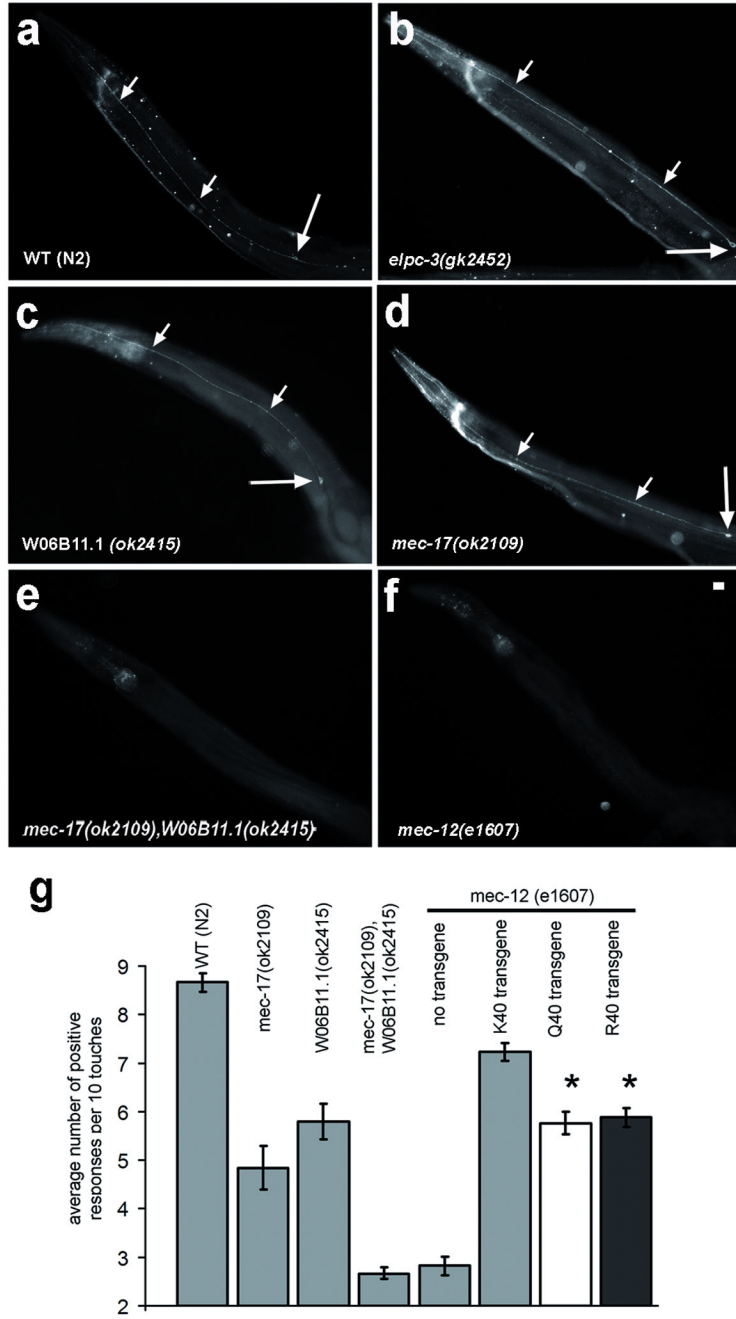 a
WT (N2)
b
elpc-3(gk2452)
c
W06B11.1 (ok2415)
d
mec-17(ok2109)
e
mec-17(ok2109),W06B11.1(ok2415)
f
mec-12(e1607)
g
mec-12 (e1607)
WT (N2)
mec-17(ok2109)
W06B11.1(ok2415)
mec-17(ok2109),
W06B11.1(ok2415)
no transgene
K40 transgene
Q40 transgene
R40 transgene
average number of positive
responses per 10 touches
9
8
7
6
5
4
3
2
* *